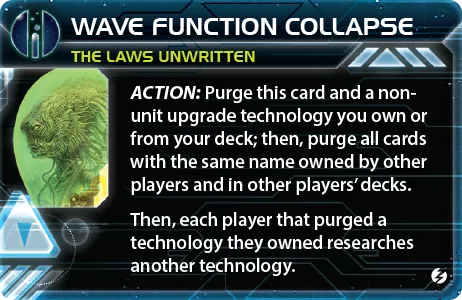 WAVE FUNCTION COLLAPSE
THE LAWS UNWRITTEN
ACTION: Purge this card and a non-
unit upgrade technology you own or
from your deck; then, purge all cards
with the same name owned by other
players and in other players' decks.
Then, each player that purged a
technology they owned researches
another technology.